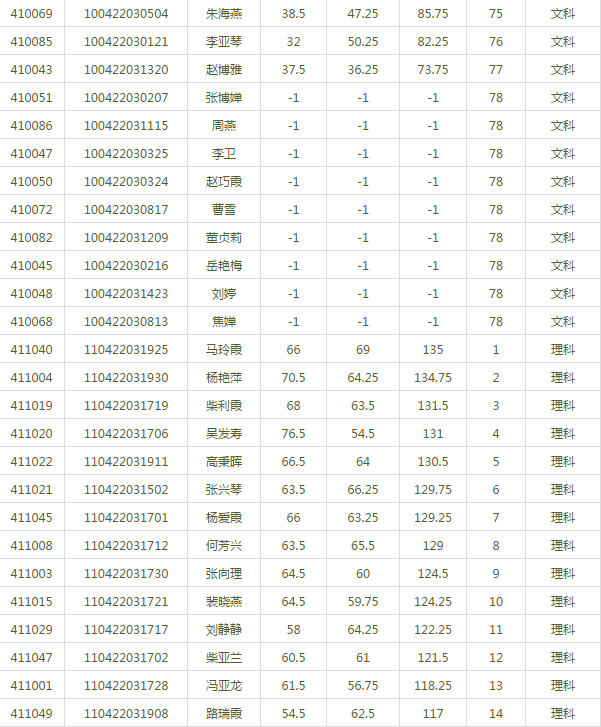 410069 100422030504 朱海燕 38.5 47.25 85.75 75 文科
410085 100422030121 李亚琴 32 50.25 82.25 76 文科
410043 100422031320 赵博雅 37.5 36.25 73.75 77 文科
410051 100422030207 张博婵 -1 -1 -1 78 文科
410086 100422031115 周燕 -1 -1 -1 78 文科
410047 100422030325 李卫 -1 -1 -1 78 文科
410050 100422030324 赵巧霞 -1 -1 -1 78 文科
410072 100422030817 曹雪 -1 -1 -1 78 文科
410082 100422031209 董贞莉 -1 -1 -1 78 文科
410045 100422030216 岳艳梅 -1 -1 -1 78 文科
410048 100422031423 刘婷 -1 -1 -1 78 文科
410068 100422030813 焦婵 -1 -1 -1 78 文科
411040 110422031925 马玲霞 66 69 135 1 理科
411004 110422031930 杨艳萍 70.5 64.25 134.75 2 理科
411019 110422031719 柴利霞 68 63.5 131.5 3 理科
411020 110422031706 吴发寿 76.5 54.5 131 4 理科
411022 110422031911 高秉晖 66.5 64 130.5 5 理科
411021 110422031502 张兴琴 63.5 66.25 129.75 6 理科
411045 110422031701 杨爱霞 66 63.25 129.25 7 理科
411008 110422031712 何芳兴 63.5 65.5 129 8 理科
411003 110422031730 张向理 64.5 60 124.5 9 理科
411015 110422031721 裴晓燕 64.5 59.75 124.25 10 理科
411029 110422031717 刘静静 58 64.25 122.25 11 理科
411047 110422031702 柴亚兰 60.5 61 121.5 12 理科
411001 110422031728 冯亚龙 61.5 56.75 118.25 13 理科
411049 110422031908 路瑞霞 54.5 62.5 117 14 理科